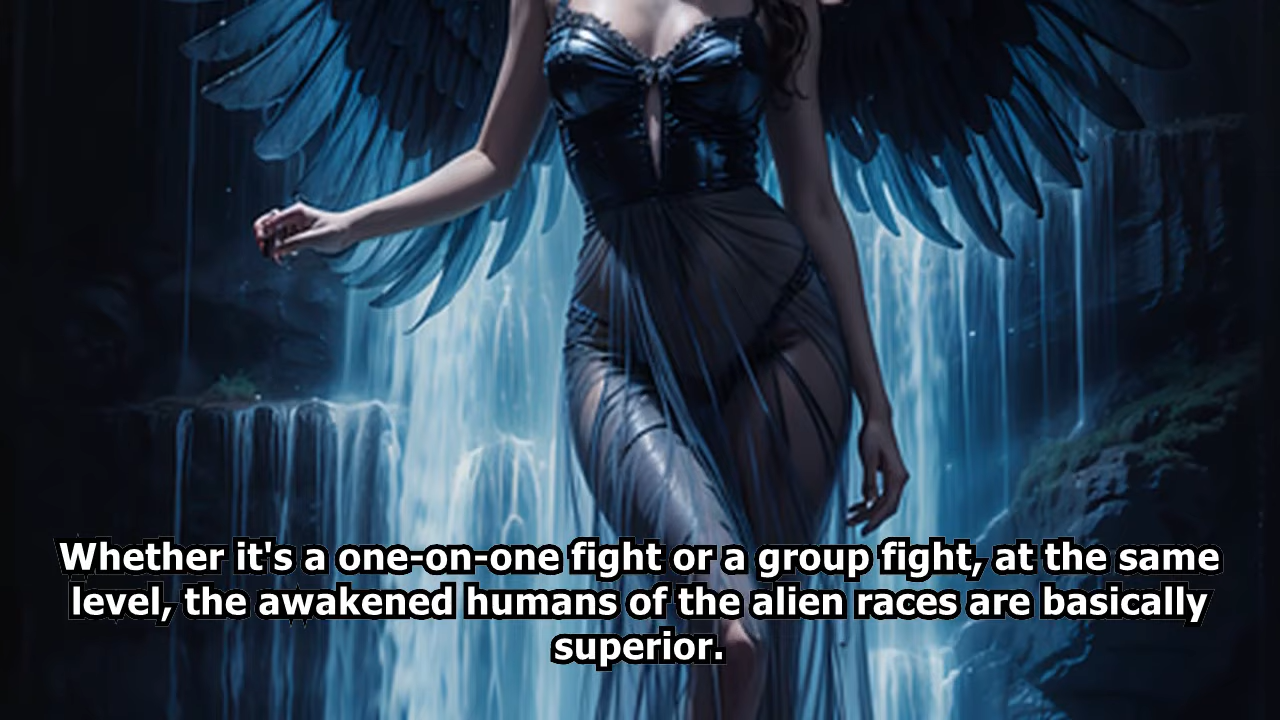 Whether it's a one-on-one fight or a group fight, at the same
level, the awakened humans of the alien races are basically
superior.